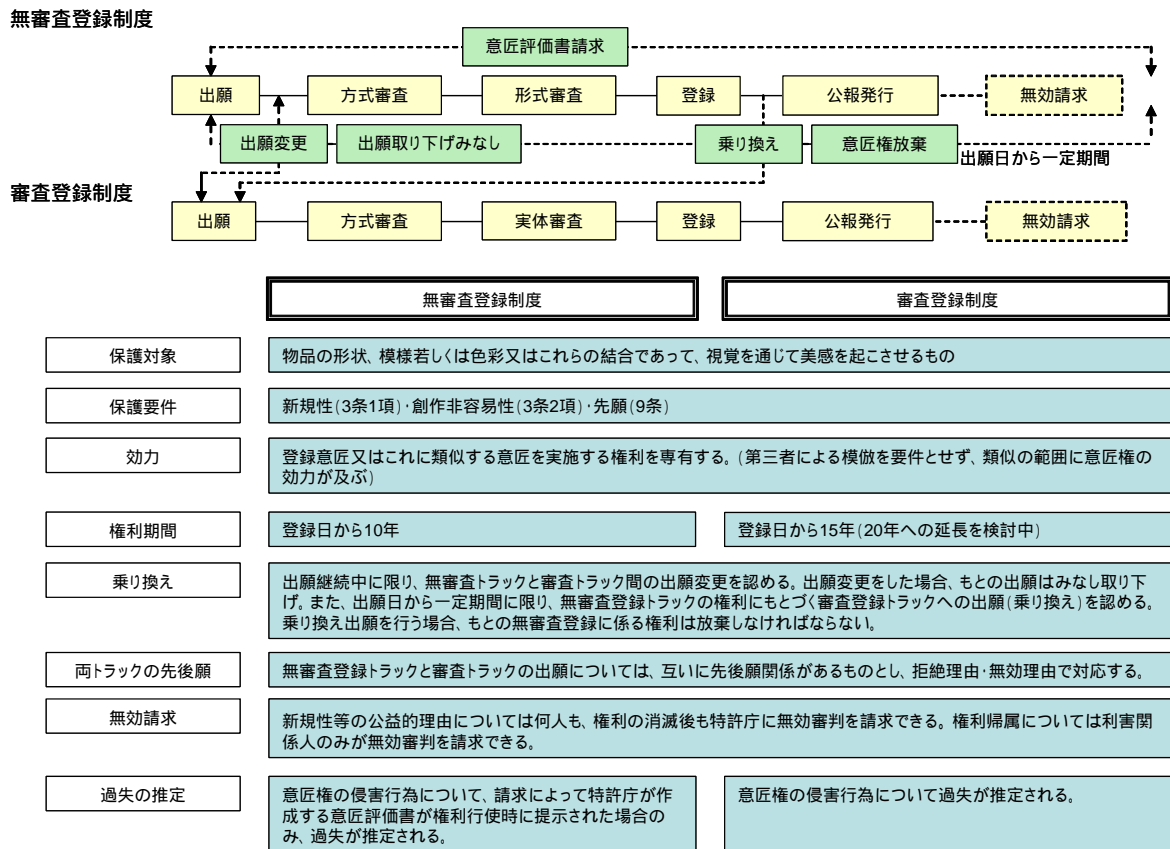 無審査登録制度
意匠評価書請求
出願
方式審査
形式審査
登録
公報発行
無効請求
出願変更
出願取り下げみなし
乗り換え
意匠権放棄
出願日から一定期間
審査登録制度
出願
方式審査
実体審査
登録
公報発行
無効請求
無審査登録制度
審査登録制度
保護対象
物品の形状、模様若しくは色彩又はこれらの結合であって、視覚を通じて美感を起こさせるもの
保護要件
新規性(3条1項)・創作非容易性(3条2項)・先願(9条)
効力
登録意匠又はこれに類似する意匠を実施する権利を専有する。(第三者による模倣を要件とせず、類似の範囲に意匠権の
効力が及ぶ)
権利期間
登録日から10年
登録日から15年(20年への延長を検討中)
乗り換え
出願継続中に限り、無審査トラックと審査トラック間の出願変更を認める。出願変更をした場合、もとの出願はみなし取り下
げ。また、出願日から一定期間に限り、無審査登録トラックの権利にもとづく審査登録トラックへの出願(乗り換え)を認める。
乗り換え出願を行う場合、もとの無審査登録に係る権利は放棄しなければならない。
両トラックの先後願
無審査登録トラックと審査トラックの出願については、互いに先後願関係があるものとし、拒絶理由・無効理由で対応する。
無効請求
新規性等の公益的理由については何人も、権利の消滅後も特許庁に無効審判を請求できる。権利帰属については利害関
係人のみが無効審判を請求できる。
過失の推定
意匠権の侵害行為について、請求によって特許庁が作
成する意匠評価書が権利行使時に提示された場合の
み、過失が推定される。
意匠権の侵害行為について過失が推定される。